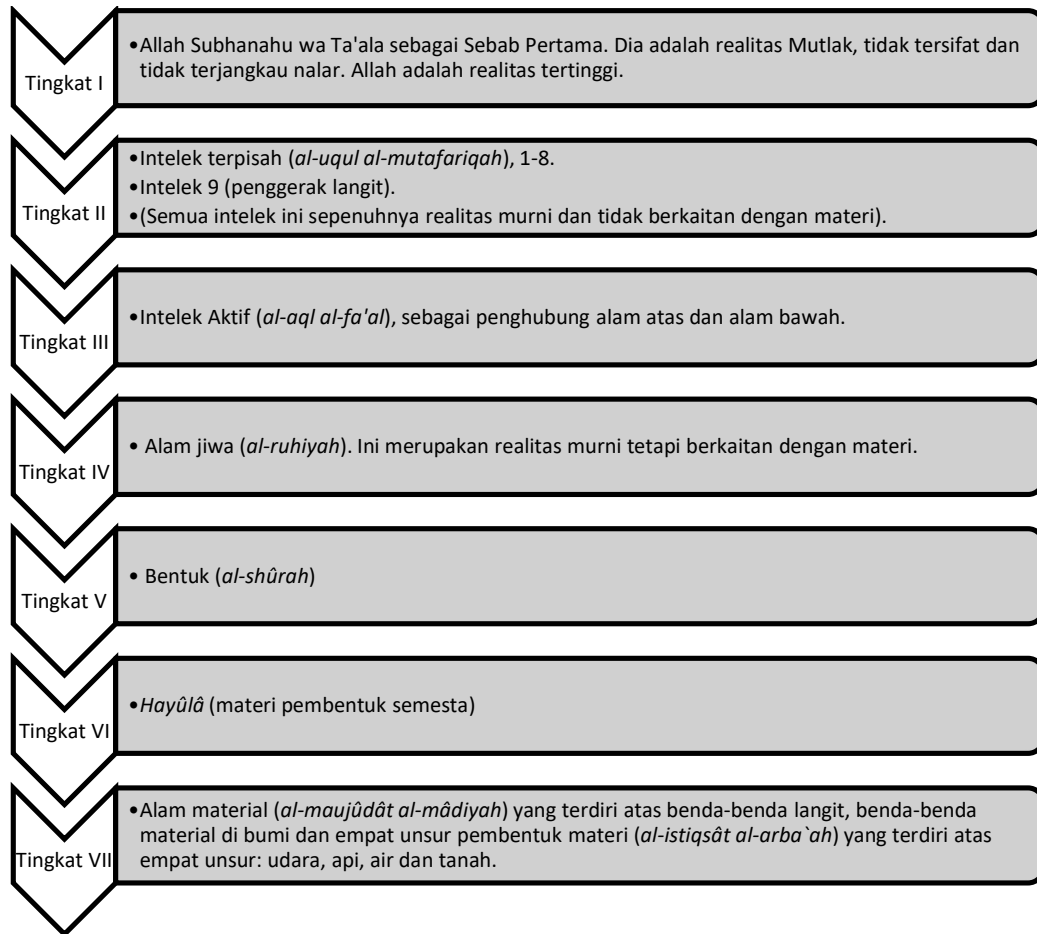 Tingkat I
•Allah Subhanahu wa Ta'ala sebagai Sebab Pertama. Dia adalah realitas Mutlak, tidak tersifat dan
tidak terjangkau nalar. Allah adalah realitas tertinggi.
Tingkat II
•Intelek terpisah (al-uqul al-mutafariqah), 1-8.
•Intelek 9 (penggerak langit).
•(Semua intelek ini sepenuhnya realitas murni dan tidak berkaitan dengan materi).
Tingkat III
•Intelek Aktif (al-aql al-fa'al), sebagai penghubung alam atas dan alam bawah.
Tingkat IV
• Alam jiwa (al-ruhiyah). Ini merupakan realitas murni tetapi berkaitan dengan materi.
Tingkat V
• Bentuk (al-shûrah)
Tingkat VI
•Hayûlâ (materi pembentuk semesta)
Tingkat VII
•Alam material (al-maujûdât al-mâdiyah) yang terdiri atas benda-benda langit, benda-benda
material di bumi dan empat unsur pembentuk materi (al-istiqsât al-arba`ah) yang terdiri atas
empat unsur: udara, api, air dan tanah.